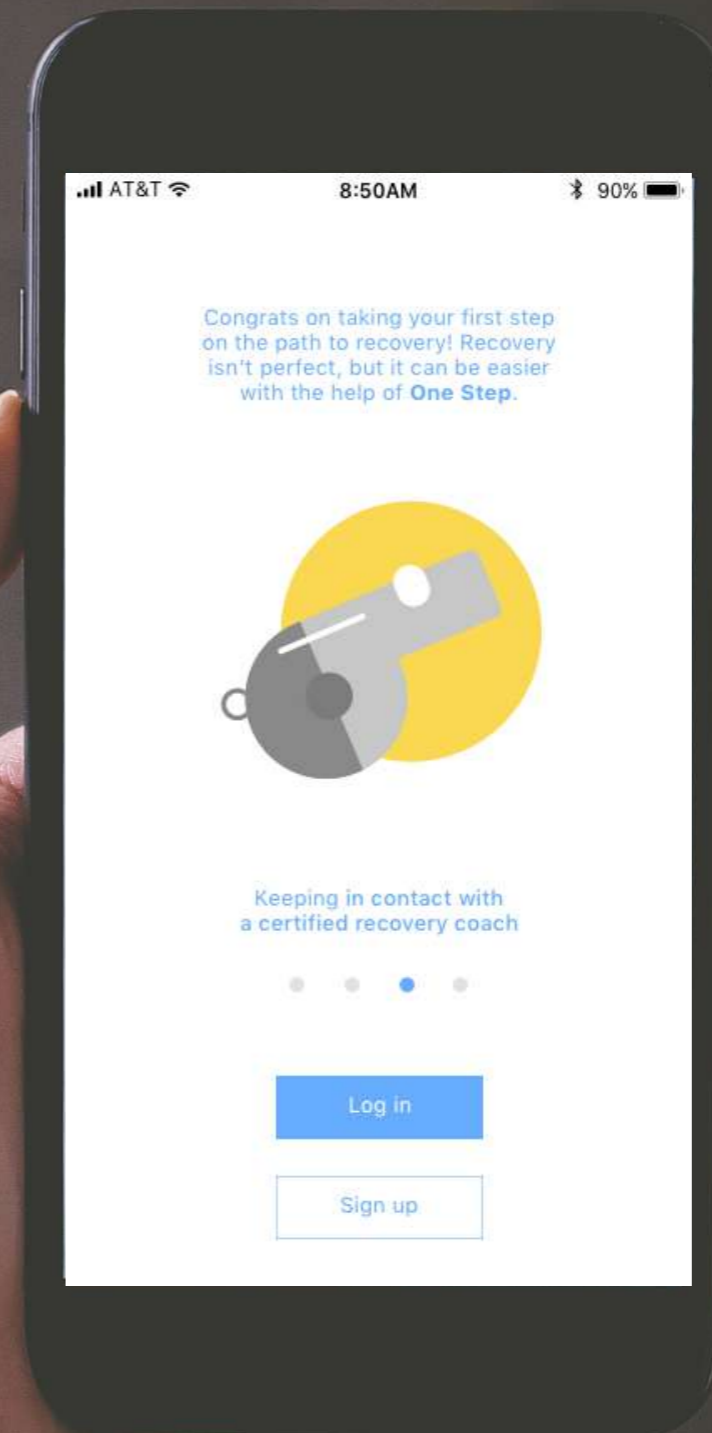 AT&T 8:50AM 90%
Congrats on taking your first step
on the path to recovery! Recovery
isn't perfect, but it can be easier
with the help of One Step.
Keeping in contact with
a certified recovery coach
Log in
Sign up